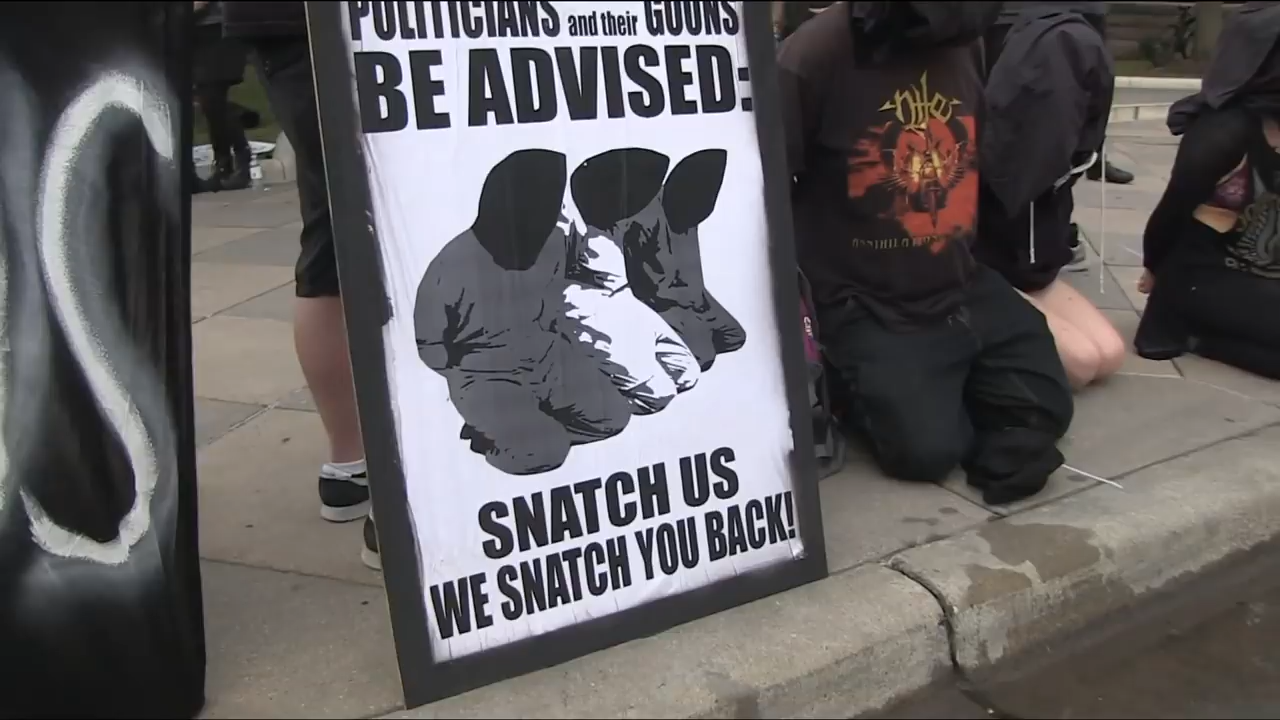 POLITICIANS and their GOONS
BE ADVISED:
SNATCH US
WE SNATCH YOU BACK!
S
nile